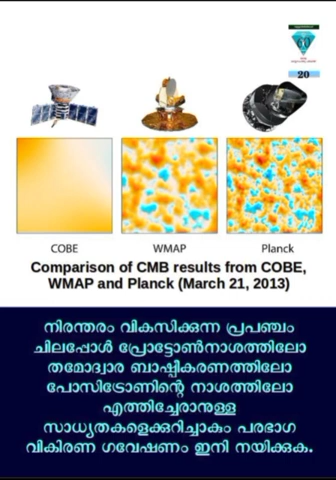 20
COBE
WMAP
Planck
Comparison of CMB results from COBE,
WMAP and Planck (March 21, 2013)
നിരന്തരം വികസിക്കുന്ന പ്രപഞ്ചം
ചിലപ്പോൾ പ്രോട്ടോൺനാശത്തിലോ
തമോദ്വാര ബാഷ്പീകരണത്തിലോ
പോസിട്രോണിന്റെ നാശത്തിലോ
എത്തിച്ചേരാനുള്ള
സാധ്യതകളെക്കുറിച്ചാകും പരഭാഗ
വികിരണ ഗവേഷണം ഇനി നയിക്കുക.